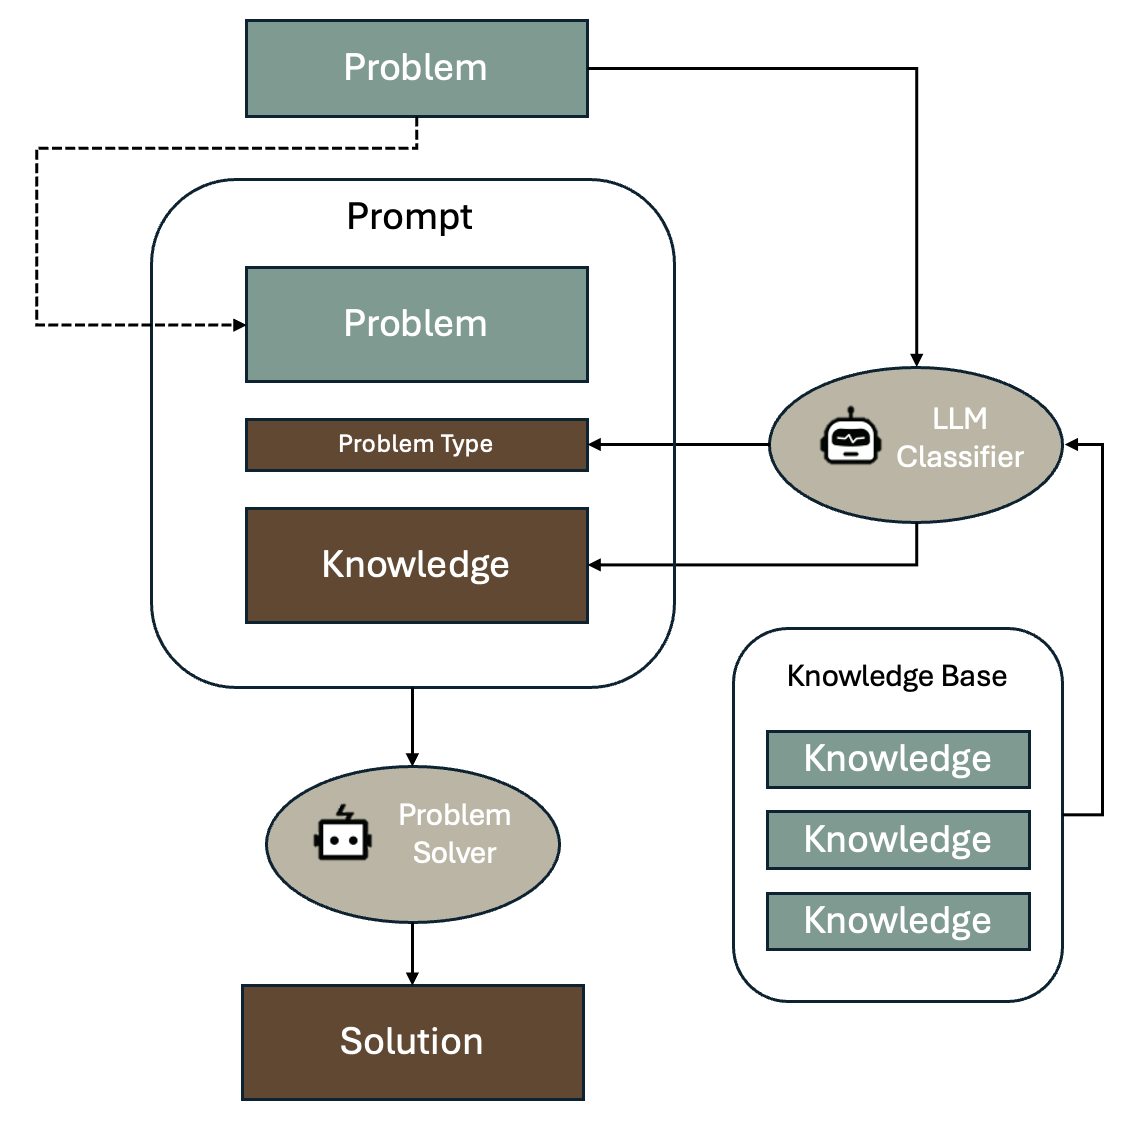 Problem
Prompt
Problem
Problem Type
Knowledge
LLM
Classifier
Knowledge Base
Knowledge
Knowledge
Knowledge
Problem
Solver
Solution